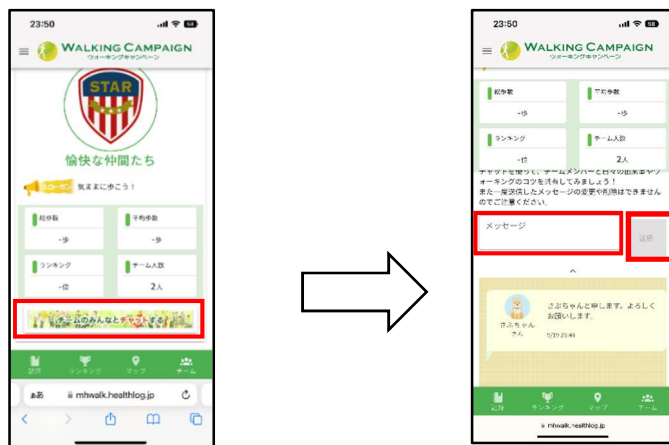 23:50
58
WALKING CAMPAIGN
ウオーキングキャンペーン
STAR
愉快な仲間たち
スローガン 気ままに歩こう!
総歩数 平均歩数
-歩 -歩
ランキング チーム人数
-位 2人
チームのみんなとチャットする
記録 ランキング マップ チーム
ぁあ mhwalk.healthlog.jp
23:50
58
WALKING CAMPAIGN
ウオーキングキャンペーン
総歩数 平均歩数
-歩 -歩
ランキング チーム人数
-位 2人
チャットを使って、チームメンバーと日々の出来事やウ
ォーキングのコツを共有してみましょう!
また一度送信したメッセージの変更や削除はできません
のでご注意ください。
メッセージ 送信
さぶちゃんと申します。よろしく
お願いします。
さぶちゃん
さん
5/19 23:46
記録 ランキング マップ チーム
mhwalk.healthlog.jp